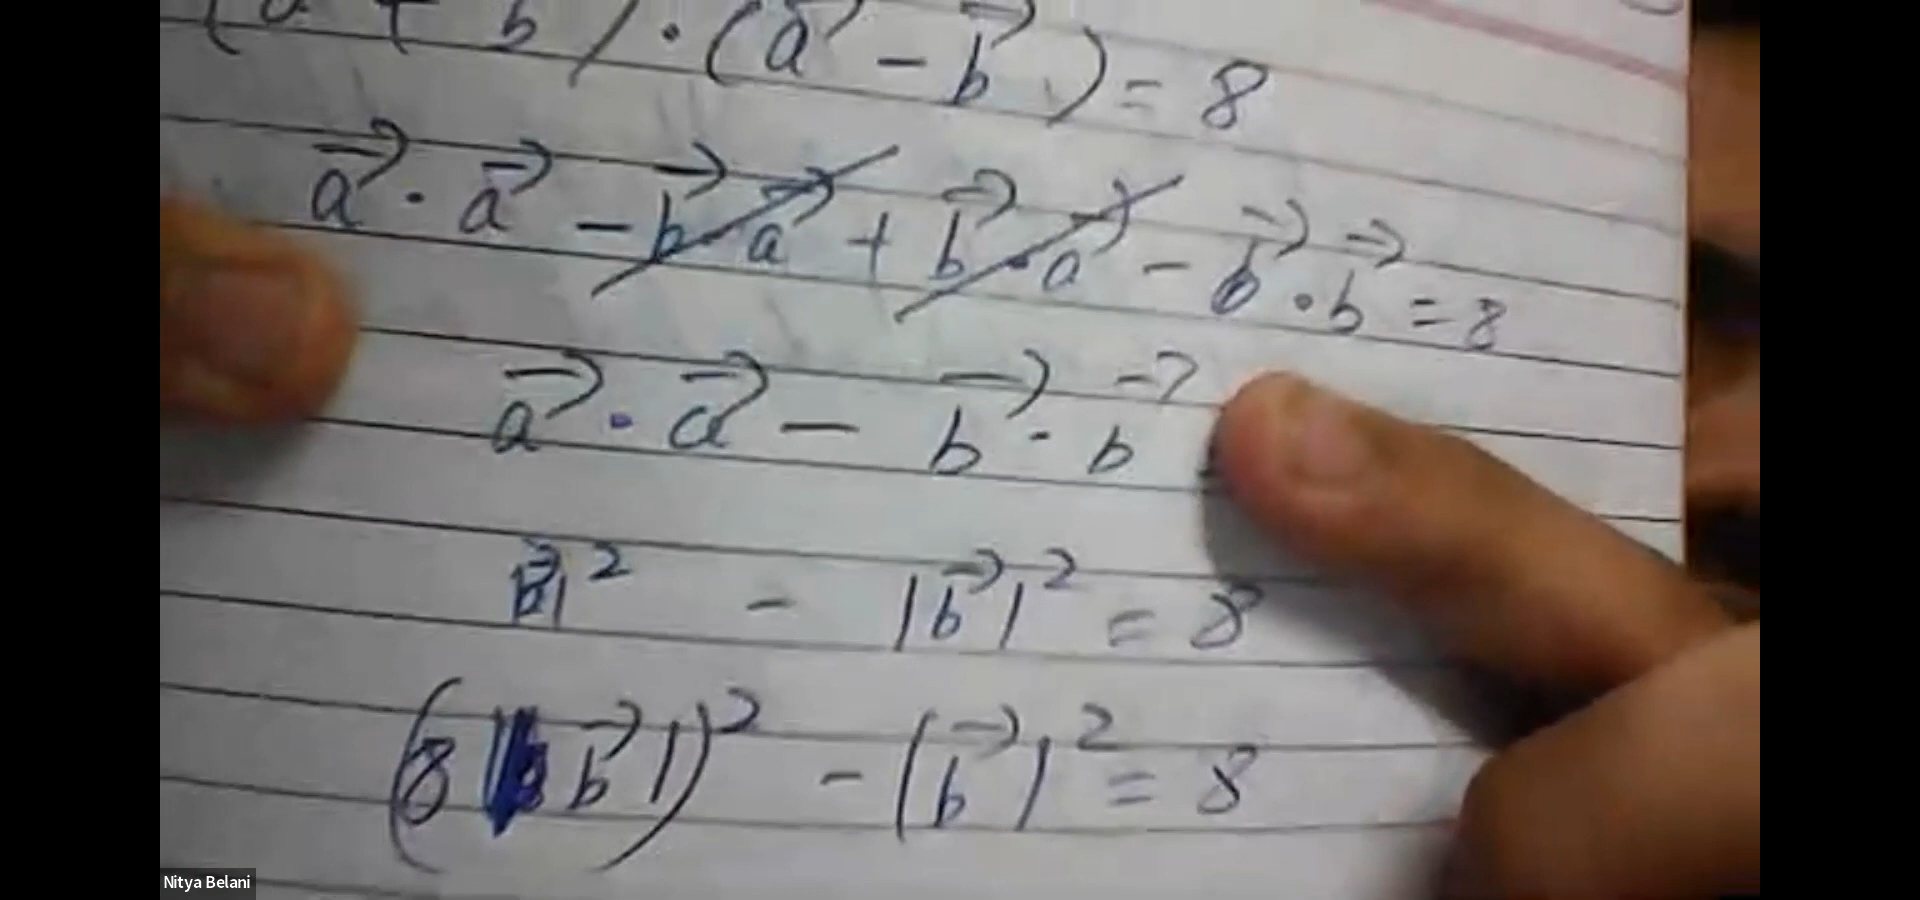 (a⃗ + b⃗) · (a⃗ − b⃗) = 8
a⃗ · a⃗ − b⃗ · a⃗ + b⃗ · a⃗ − b⃗ · b⃗ = 8
a⃗ · a⃗ − b⃗ · b⃗
|a⃗|² − |b⃗|² = 8
(8 |b⃗|)² − |b⃗|² = 8
Nitya Belani